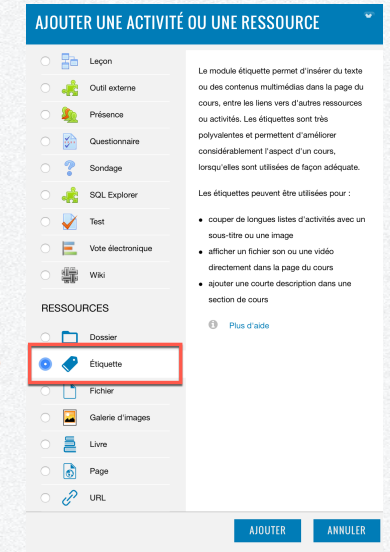 AJOUTER UNE ACTIVITÉ OU UNE RESSOURCE
Leçon
Outil externe
Présence
Questionnaire
Sondage
SQL Explorer
Test
Vote électronique
Wiki
RESSOURCES
Dossier
Étiquette
Fichier
Galerie d'images
Livre
Page
URL
Le module étiquette permet d'insérer du texte
ou des contenus multimédias dans la page du
cours, entre les liens vers d'autres ressources
ou activités. Les étiquettes sont très
polyvalentes et permettent d'améliorer
considérablement l'aspect d'un cours,
lorsqu'elles sont utilisées de façon adéquate.
Les étiquettes peuvent être utilisées pour :
• couper de longues listes d'activités avec un
sous-titre ou une image
• afficher un fichier son ou une vidéo
directement dans la page du cours
• ajouter une courte description dans une
section de cours
Plus d'aide
AJOUTER
ANNULER